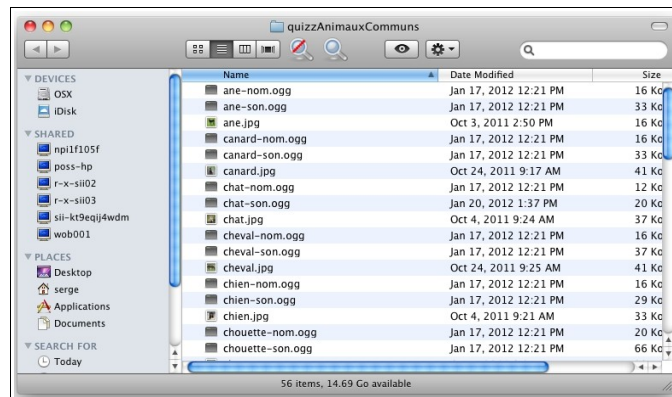 quizzAnimauxCommuns
Name Date Modified Size
DEVICES
OSX
iDisk
SHARED
npi1f105f
poss-hp
r-x-sii02
r-x-sii03
sii-kt9eqij4wdm
wob001
PLACES
Desktop
serge
Applications
Documents
SEARCH FOR
Today
ane-nom.ogg Jan 17, 2012 12:21 PM 16 Ko
ane-son.ogg Jan 17, 2012 12:21 PM 33 Ko
ane.jpg Oct 3, 2011 2:50 PM 16 Ko
canard-nom.ogg Jan 17, 2012 12:21 PM 16 Ko
canard-son.ogg Jan 17, 2012 12:21 PM 33 Ko
canard.jpg Oct 24, 2011 9:17 AM 41 Ko
chat-nom.ogg Jan 17, 2012 12:21 PM 12 Ko
chat-son.ogg Jan 20, 2012 1:37 PM 20 Ko
chat.jpg Oct 4, 2011 9:24 AM 37 Ko
cheval-nom.ogg Jan 17, 2012 12:21 PM 16 Ko
cheval-son.ogg Jan 17, 2012 12:21 PM 37 Ko
cheval.jpg Oct 24, 2011 9:25 AM 41 Ko
chien-nom.ogg Jan 17, 2012 12:21 PM 16 Ko
chien-son.ogg Jan 17, 2012 12:21 PM 29 Ko
chien.jpg Oct 4, 2011 9:21 AM 33 Ko
chouette-nom.ogg Jan 17, 2012 12:21 PM 20 Ko
chouette-son.ogg Jan 17, 2012 12:21 PM 66 Ko
56 items, 14.69 Go available